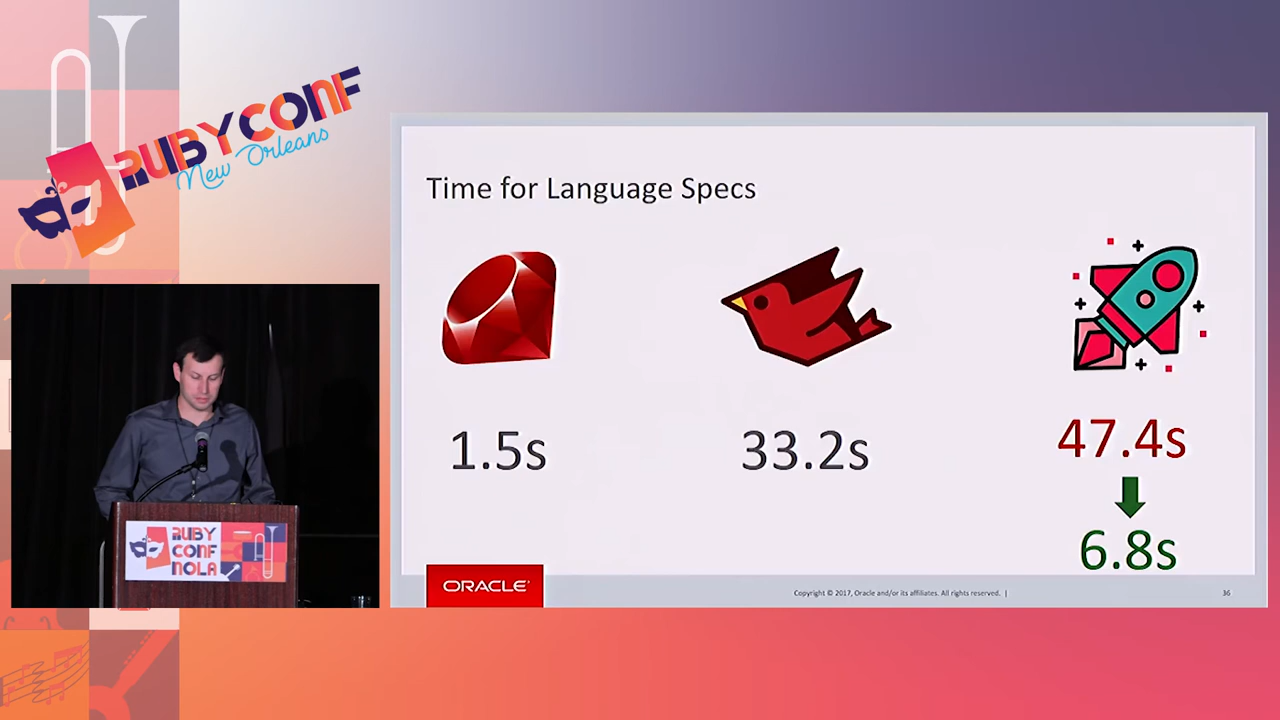 RUBYCONF
New Orleans
Time for Language Specs
1.5s
33.2s
47.4s
6.8s
RUBY
CONF
NOLA
ORACLE
Copyright © 2017, Oracle and/or its affiliates. All rights reserved. |
36